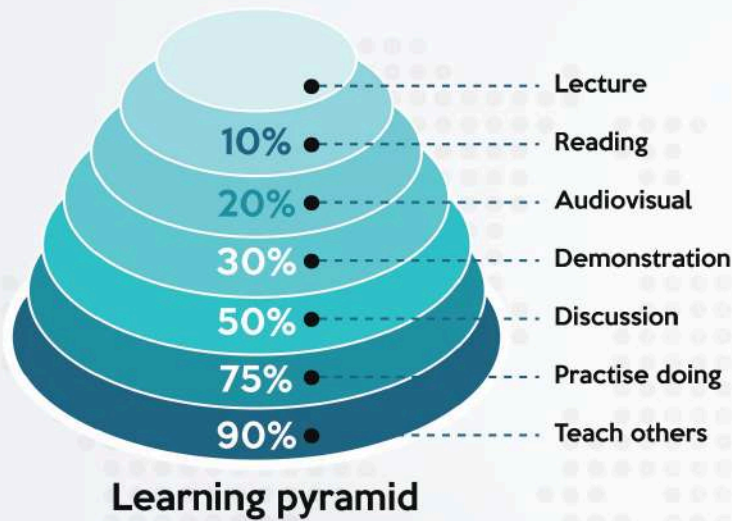 Lecture
10% Reading
20% Audiovisual
30% Demonstration
50% Discussion
75% Practise doing
90% Teach others
Learning pyramid